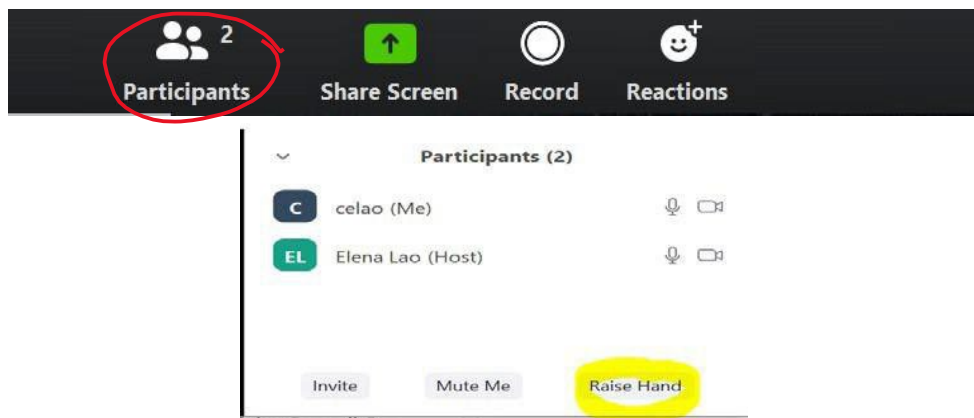 2
Participants Share Screen Record Reactions
Participants (2)
C celao (Me)
EL Elena Lao (Host)
Invite Mute Me Raise Hand